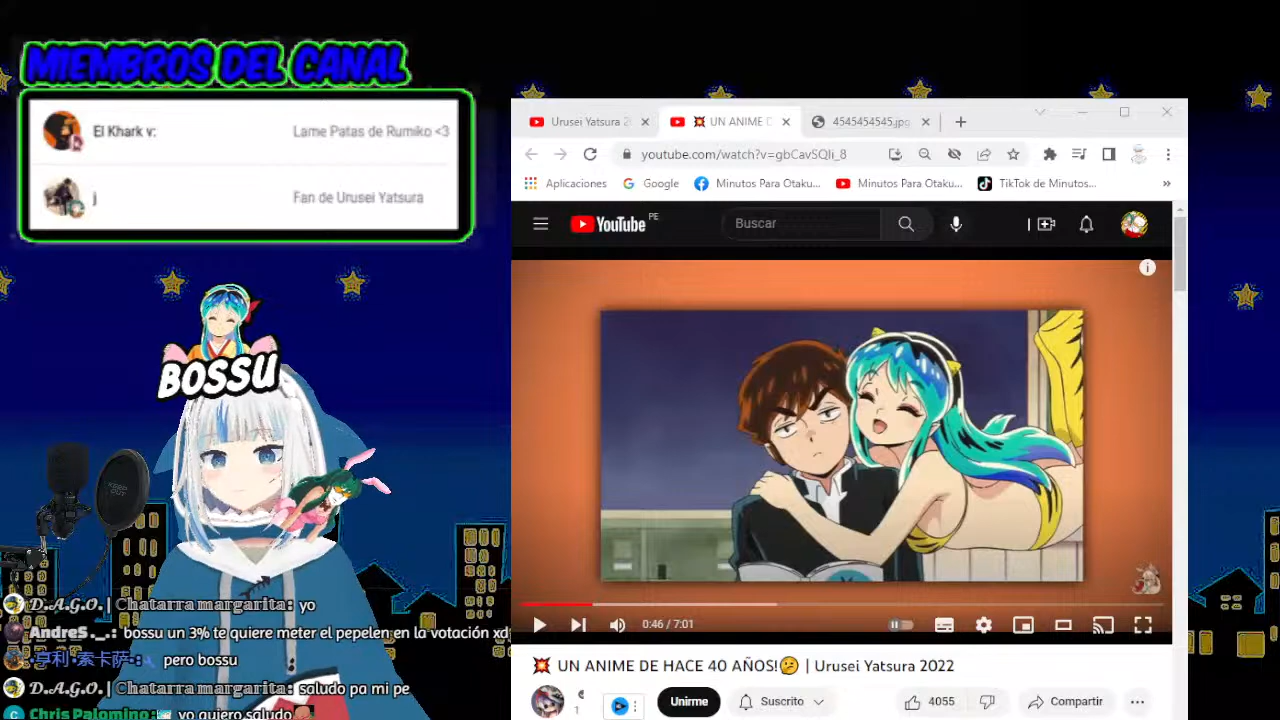 MIEMBROS DEL CANAL
El Khark v: Lame Patas de Rumiko <3
j Fan de Urusei Yatsura
BOSSU
KEEP OUT
D.A.G.O. | Chatarra margarita: yo
AndreS ._.: bossu un 3% te quiere meter el pepelen en la votación xd
亨利·索卡萨 pero bossu
D.A.G.O. | Chatarra margarita: saludo pa mi pe
Chris Palomino: yo quiero saludo
Urusei Yatsura 2
💥 UN ANIME D
4545454545.jpg
youtube.com/watch?v=gbCavSQIi_8
Aplicaciones
Google
Minutos Para Otaku...
Minutos Para Otaku...
TikTok de Minutos...
»
YouTube PE
Buscar
0:46 / 7:01
💥 UN ANIME DE HACE 40 AÑOS!🤔 | Urusei Yatsura 2022
Unirme
Suscrito
4055
Compartir